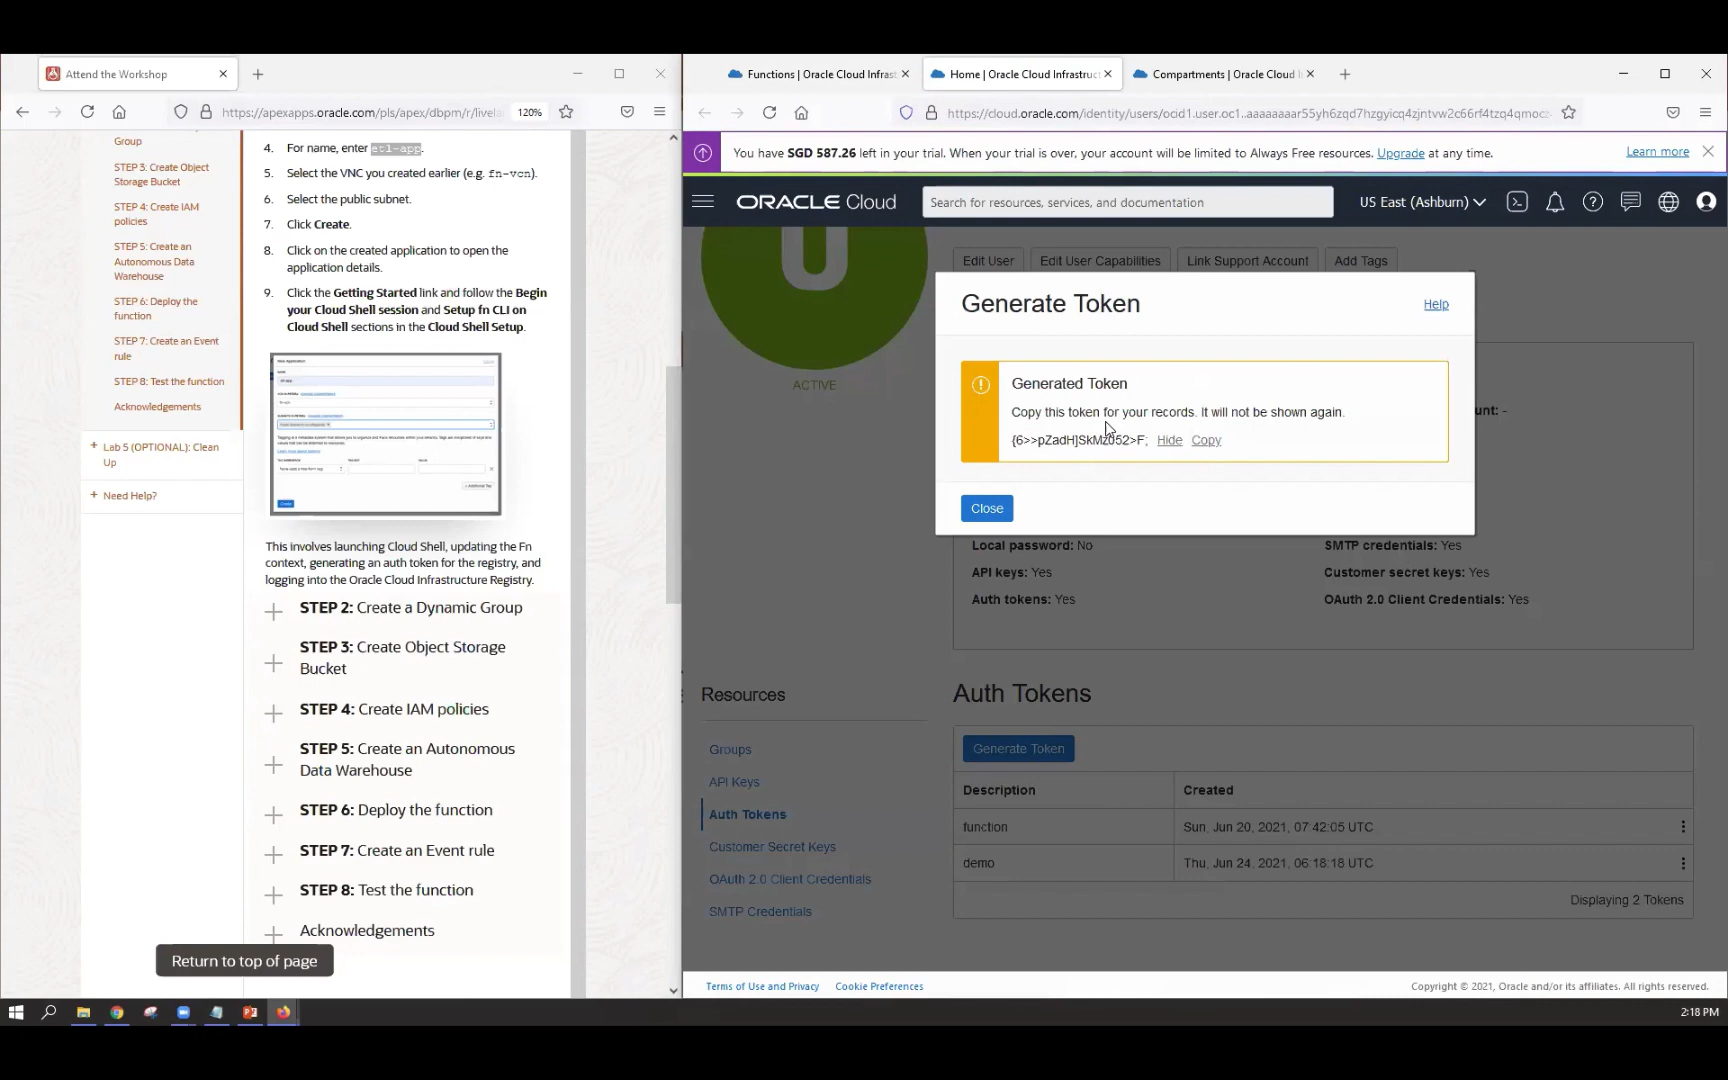 Attend the Workshop
https://apexapps.oracle.com/pls/apex/dbpm/r/livela
120%
Group
STEP 3: Create Object
Storage Bucket
STEP 4: Create IAM
policies
STEP 5: Create an
Autonomous Data
Warehouse
STEP 6: Deploy the
function
STEP 7: Create an Event
rule
STEP 8: Test the function
Acknowledgements
Lab 5 (OPTIONAL): Clean
Up
Need Help?
4. For name, enter etl-app.
5. Select the VNC you created earlier (e.g. fn-vcn).
6. Select the public subnet.
7. Click Create.
8. Click on the created application to open the
application details.
9. Click the Getting Started link and follow the Begin
your Cloud Shell session and Setup fn CLI on
Cloud Shell sections in the Cloud Shell Setup.
This involves launching Cloud Shell, updating the Fn
context, generating an auth token for the registry, and
logging into the Oracle Cloud Infrastructure Registry.
STEP 2: Create a Dynamic Group
STEP 3: Create Object Storage
Bucket
STEP 4: Create IAM policies
STEP 5: Create an Autonomous
Data Warehouse
STEP 6: Deploy the function
STEP 7: Create an Event rule
STEP 8: Test the function
Acknowledgements
Return to top of page
Functions | Oracle Cloud Infrast
Home | Oracle Cloud Infrastruct
Compartments | Oracle Cloud I
https://cloud.oracle.com/identity/users/ocid1.user.oc1..
You have SGD 587.26 left in your trial. When your trial is over, your account will be limited to Always Free resources. Upgrade at any time.
Learn more
ORACLE Cloud
Search for resources, services, and documentation
US East (Ashburn)
Edit User
Edit User Capabilities
Link Support Account
Add Tags
U
ACTIVE
Generate Token
Help
Generated Token
Copy this token for your records. It will not be shown again.
{6>>pZadH]SkMz052>F;
Hide
Copy
Close
unt: -
Local password: No
API keys: Yes
Auth tokens: Yes
SMTP credentials: Yes
Customer secret keys: Yes
OAuth 2.0 Client Credentials: Yes
Resources
Groups
API Keys
Auth Tokens
Customer Secret Keys
OAuth 2.0 Client Credentials
SMTP Credentials
Auth Tokens
Generate Token
Description
Created
function
Sun, Jun 20, 2021, 07:42:05 UTC
demo
Thu, Jun 24, 2021, 06:18:18 UTC
Displaying 2 Tokens
Terms of Use and Privacy
Cookie Preferences
Copyright © 2021, Oracle and/or its affiliates. All rights reserved.
2:18 PM